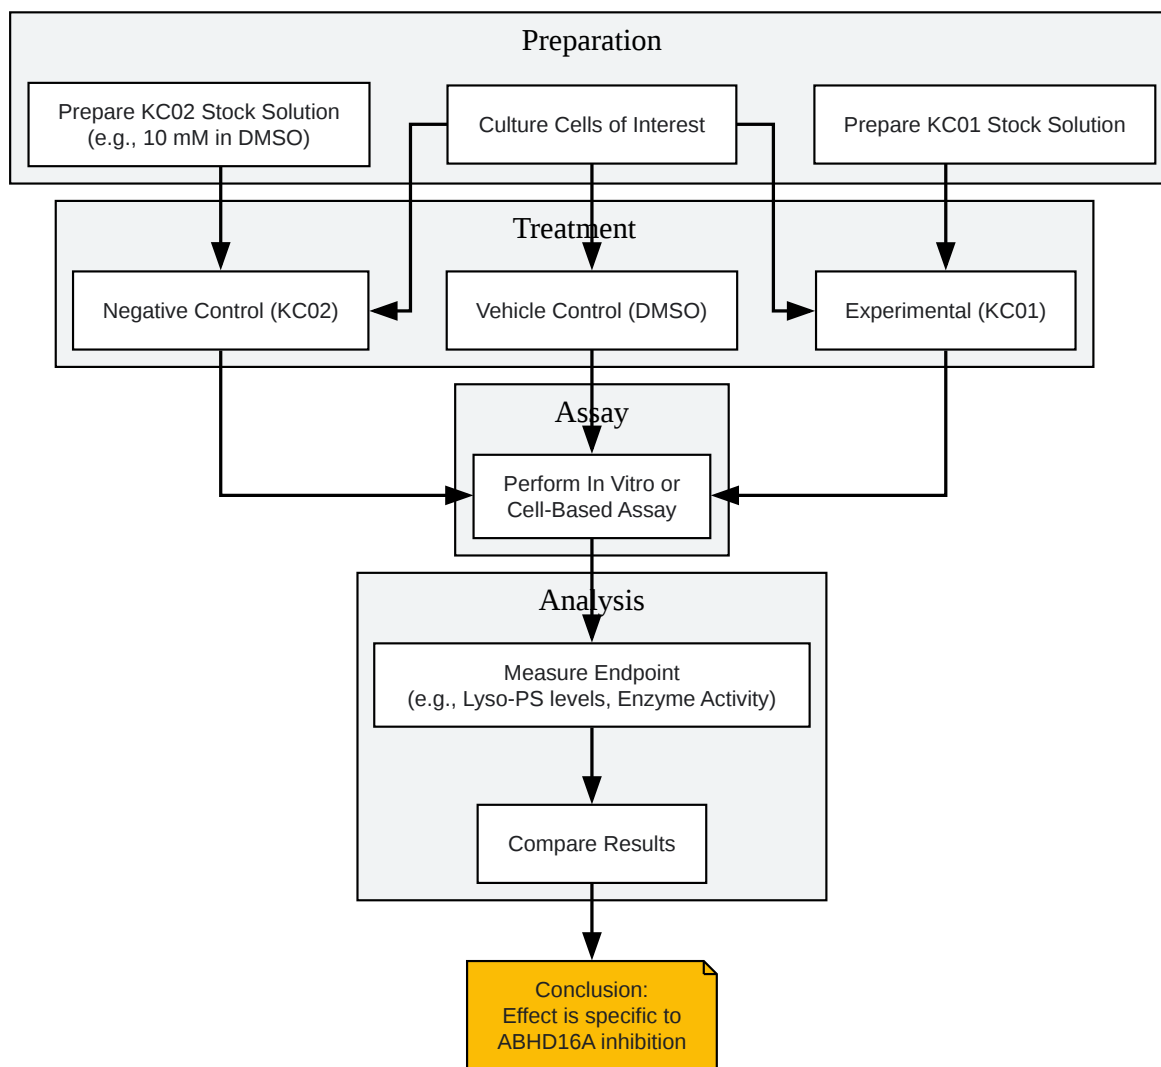 Preparation
Prepare KC02 Stock Solution
(e.g., 10 mM in DMSO)
Culture Cells of Interest
Prepare KC01 Stock Solution
Treatment
Negative Control (KC02)
Vehicle Control (DMSO)
Experimental (KC01)
Assay
Perform In Vitro or
Cell-Based Assay
Analysis
Measure Endpoint
(e.g., Lyso-PS levels, Enzyme Activity)
Compare Results
Conclusion:
Effect is specific to
ABHD16A inhibition